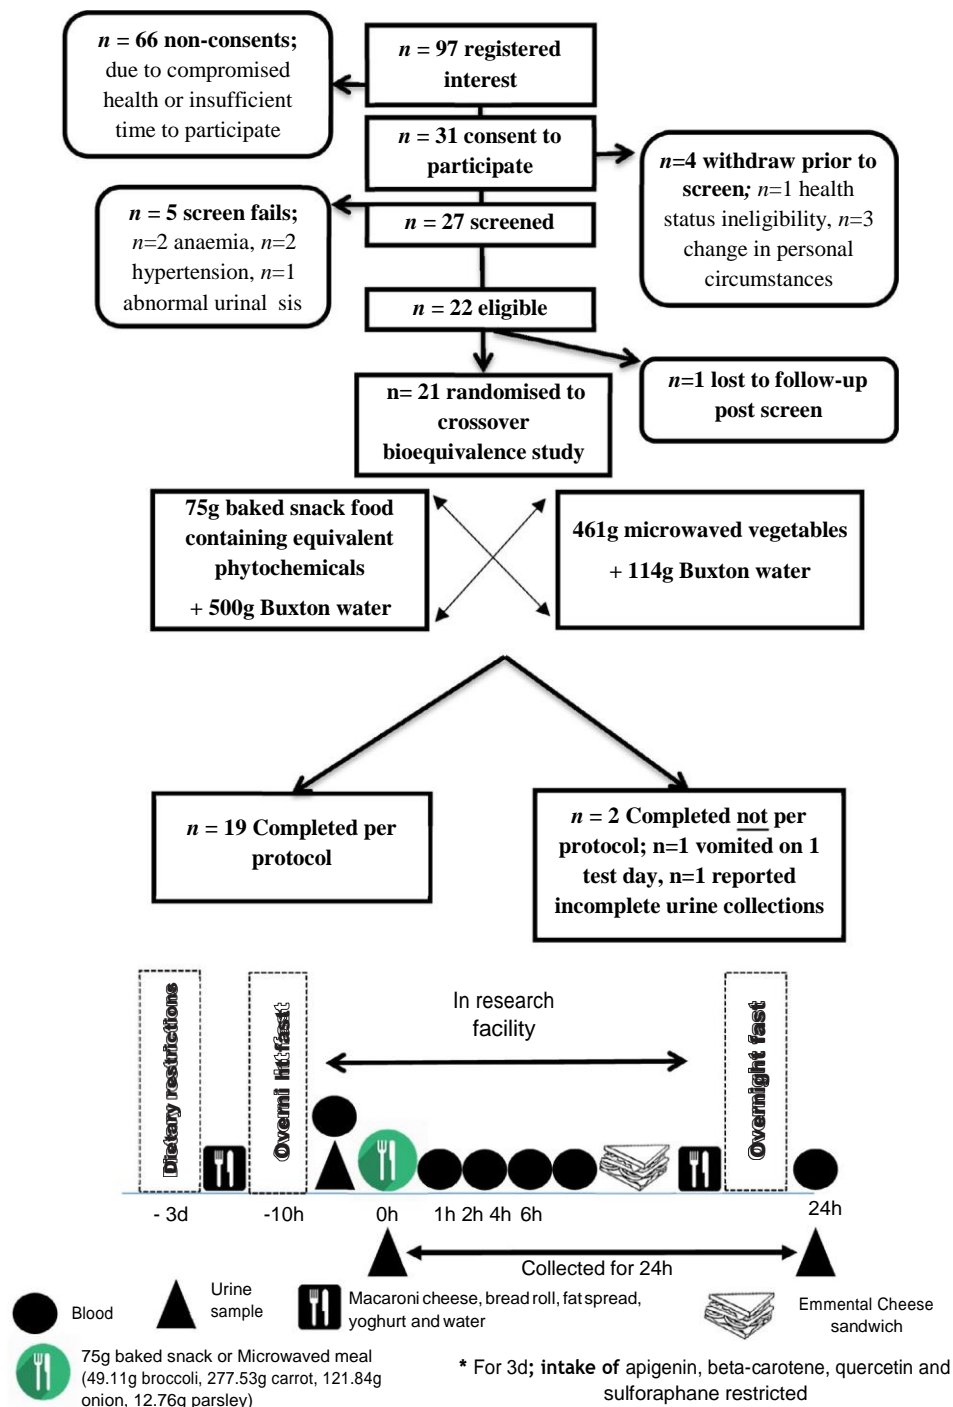 n = 66 non-consents;
due to compromised
health or insufficient
time to participate
n = 97 registered
interest
n = 31 consent to
participate
n=4 withdraw prior to
screen; n=1 health
status ineligibility, n=3
change in personal
circumstances
n = 5 screen fails;
n=2 anaemia, n=2
hypertension, n=1
abnormal urinal sis
n = 27 screened
n = 22 eligible
n=1 lost to follow-up
post screen
n= 21 randomised to
crossover
bioequivalence study
75g baked snack food
containing equivalent
phytochemicals
+ 500g Buxton water
461g microwaved vegetables
+ 114g Buxton water
n = 19 Completed per
protocol
n = 2 Completed not per
protocol; n=1 vomited on 1
test day, n=1 reported
incomplete urine collections
Dietary restrictions
fast
In research
facility
Overnight fast
- 3d
-10h
0h
1h 2h 4h 6h
24h
Collected for 24h
Blood
Urine
sample
Macaroni cheese, bread roll, fat spread,
yoghurt and water
Emmental Cheese
sandwich
75g baked snack or Microwaved meal
(49.11g broccoli, 277.53g carrot, 121.84g
onion, 12.76g parsley)
* For 3d; intake of apigenin, beta-carotene, quercetin and
sulforaphane restricted